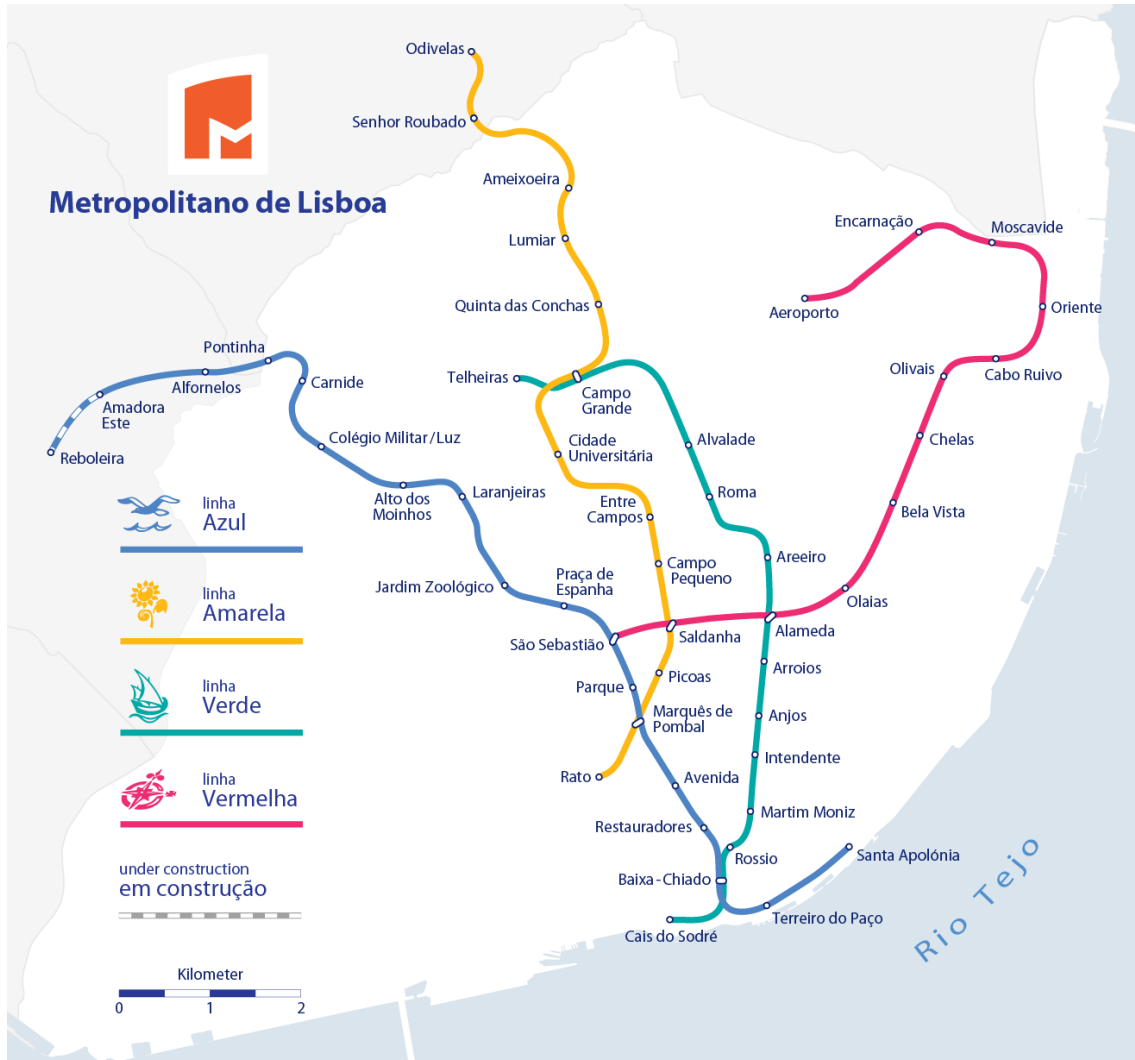 Odivelas
Senhor Roubado
Metropolitano de Lisboa
Ameixoeira
Lumiar
Quinta das Conchas
Encarnação
Moscavide
Aeroporto
Oriente
Olivais
Cabo Ruivo
Pontinha
Alfornelos
Carnide
Amadora
Este
Reboleira
Colégio Militar/Luz
Telheiras
Campo
Grande
Cidade
Universitária
Alvalade
Chelas
Alto dos
Moinhos
Laranjeiras
Entre
Campos
Roma
Bela Vista
linha
Azul
Jardim Zoológico
Praça de
Espanha
Campo
Pequeno
Areeiro
Olaias
linha
Amarela
São Sebastião
Saldanha
Alameda
Arroios
Parque
Picoas
Marquês de
Pombal
Anjos
linha
Verde
Intendente
Rato
Avenida
linha
Vermelha
Restauradores
Martim Moniz
Rossio
Santa Apolónia
Baixa-Chiado
Terreiro do Paço
Cais do Sodré
Rio Tejo
under construction
em construção
Kilometer
0 1 2